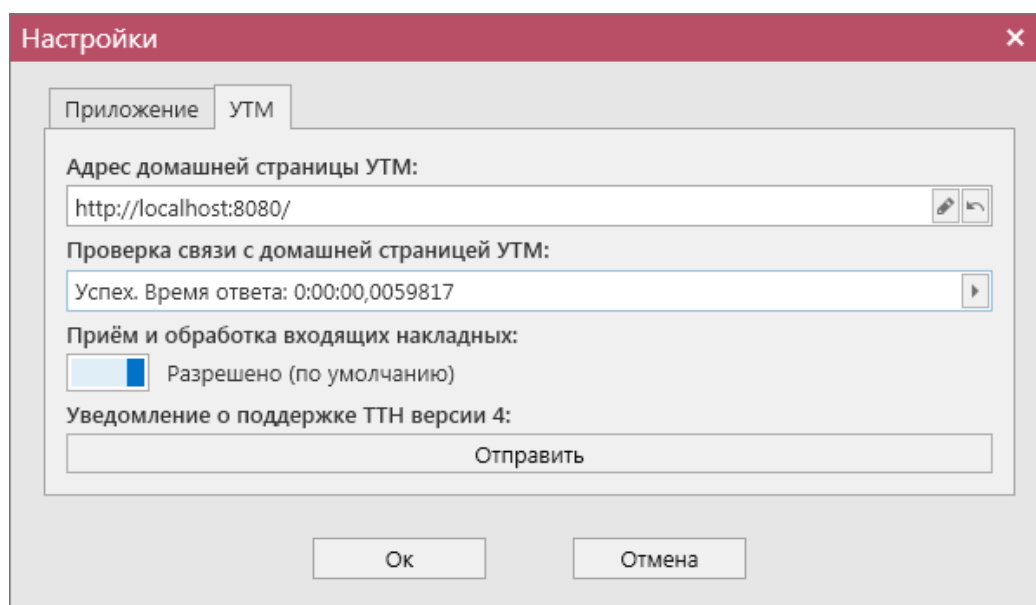 Настройки
Приложение УТМ
Адрес домашней страницы УТМ:
http://localhost:8080/
Проверка связи с домашней страницей УТМ:
Успех. Время ответа: 0:00:00,0059817
Приём и обработка входящих накладных:
Разрешено (по умолчанию)
Уведомление о поддержке ТТН версии 4:
Отправить
Ок Отмена